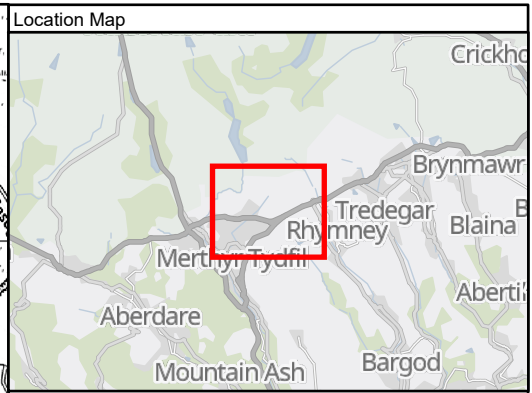 Location Map
Crickho
Brynmawr
Tredegar
B
Rhymney
Blaina
Merthyr Tydfil
Aberti
Aberdare
Bargod
Mountain Ash